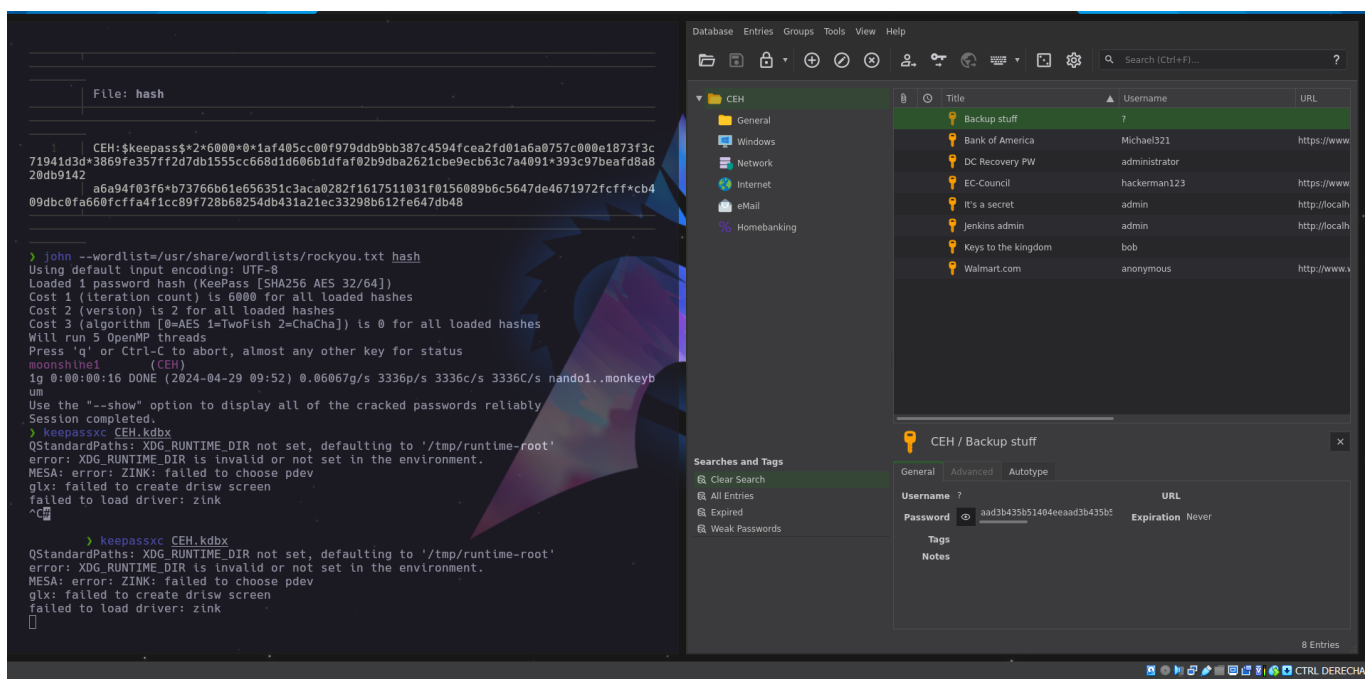 File: hash
1 CEH:$keepass$*2*6000*0*1af405cc00f979ddb9bb387c4594fcea2fd01a6a0757c000e1873f3c
71941d3d*3869fe357ff2d7db1555cc668d1d606b1dfaf02b9dba2621cbe9ecb63c7a4091*393c97beafd8a8
20db9142
a6a94f03f6*b73766b61e656351c3aca0282f1617511031f0156089b6c5647de4671972fcff*cb4
09dbc0fa660fcffa4f1cc89f728b68254db431a21ec33298b612fe647db48
❯ john --wordlist=/usr/share/wordlists/rockyou.txt hash
Using default input encoding: UTF-8
Loaded 1 password hash (KeePass [SHA256 AES 32/64])
Cost 1 (iteration count) is 6000 for all loaded hashes
Cost 2 (version) is 2 for all loaded hashes
Cost 3 (algorithm [0=AES 1=TwoFish 2=ChaCha]) is 0 for all loaded hashes
Will run 5 OpenMP threads
Press 'q' or Ctrl-C to abort, almost any other key for status
moonshine1 (CEH)
1g 0:00:00:16 DONE (2024-04-29 09:52) 0.06067g/s 3336p/s 3336c/s 3336C/s nando1..monkeyb
um
Use the "--show" option to display all of the cracked passwords reliably
Session completed.
❯ keepassxc CEH.kdbx
QStandardPaths: XDG_RUNTIME_DIR not set, defaulting to '/tmp/runtime-root'
error: XDG_RUNTIME_DIR is invalid or not set in the environment.
MESA: error: ZINK: failed to choose pdev
glx: failed to create drisw screen
failed to load driver: zink
^C#
❯ keepassxc CEH.kdbx
QStandardPaths: XDG_RUNTIME_DIR not set, defaulting to '/tmp/runtime-root'
error: XDG_RUNTIME_DIR is invalid or not set in the environment.
MESA: error: ZINK: failed to choose pdev
glx: failed to create drisw screen
failed to load driver: zink
Database Entries Groups Tools View Help
Search (Ctrl+F)... ?
CEH
General
Windows
Network
Internet
eMail
Homebanking
Title Username URL
Backup stuff ?
Bank of America Michael321 https://www
DC Recovery PW administrator
EC-Council hackerman123 https://www
It's a secret admin http://localh
Jenkins admin admin http://localh
Keys to the kingdom bob
Walmart.com anonymous http://www.
Searches and Tags
Clear Search
All Entries
Expired
Weak Passwords
CEH / Backup stuff
General Advanced Autotype
Username ? URL
Password aad3b435b51404eeaad3b435b5 Expiration Never
Tags
Notes
8 Entries
CTRL DERECHA